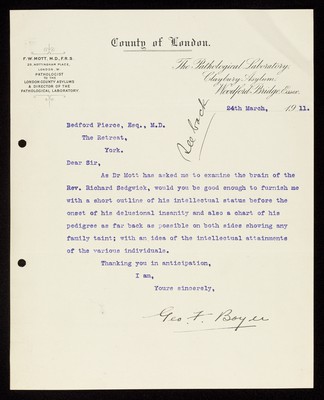 County of London.
F. W. MOTT, M.D., F.R.S.
25, NOTTINGHAM PLACE,
LONDON, W.
PATHOLOGIST
TO THE
LONDON COUNTY ASYLUMS
& DIRECTOR OF THE
PATHOLOGICAL LABORATORY.
The Pathological Laboratory,
Claybury Asylum,
Woodford Bridge, Essex.
24th March, 1911.
See back
Bedford Pierce, Esq., M.D.
The Retreat,
York.
Dear Sir,
As Dr Mott has asked me to examine the brain of the
Rev. Richard Sedgwick, would you be good enough to furnish me
with a short outline of his intellectual status before the
onset of his delusional insanity and also a chart of his
pedigree as far back as possible on both sides showing any
family taint; with an idea of the intellectual attainments
of the various individuals.
Thanking you in anticipation,
I am,
Yours sincerely,
Geo. F. Boyer